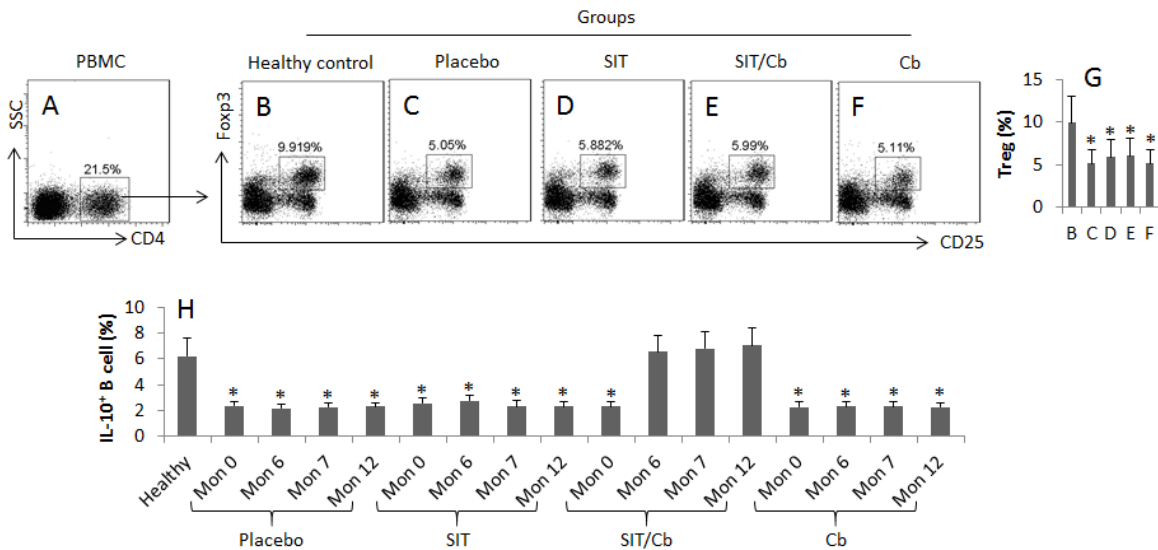 Groups
PBMC
Healthy control
Placebo
SIT
SIT/Cb
Cb
SSC
A
21.5%
CD4
Foxp3
B
9.919%
C
5.05%
D
5.882%
E
5.99%
F
5.11%
CD25
G
Treg (%)
15
10
5
0
* * * *
B C D E F
H
IL-10⁺ B cell (%)
10
8
6
4
2
0
* * * * * * * * * * * * *
Healthy
Mon 0
Mon 6
Mon 7
Mon 12
Mon 0
Mon 6
Mon 7
Mon 12
Mon 0
Mon 6
Mon 7
Mon 12
Mon 0
Mon 6
Mon 7
Mon 12
Placebo
SIT
SIT/Cb
Cb